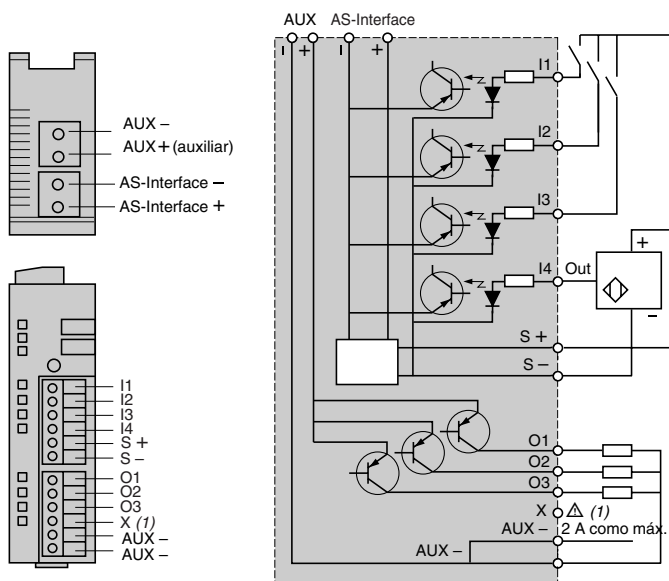 AUX −
AUX + (auxiliar)
AS-Interface −
AS-Interface +
I1
I2
I3
I4
S +
S −
O1
O2
O3
X (1)
AUX −
AUX −
AUX AS-Interface
− + − +
I1
I2
I3
I4 Out
+
−
S +
S −
O1
O2
O3
X ⚠ (1)
AUX − 2 A como máx.
AUX −